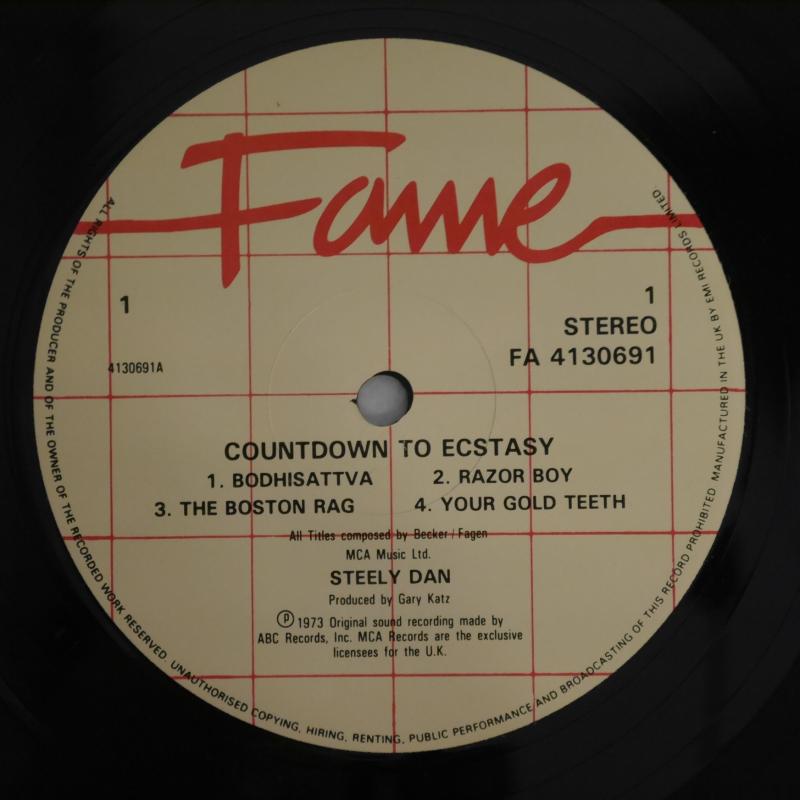 Fame
1
1
STEREO
4130691A
FA 4130691
COUNTDOWN TO ECSTASY
1. BODHISATTVA 2. RAZOR BOY
3. THE BOSTON RAG 4. YOUR GOLD TEETH
All Titles composed by Becker / Fagen
MCA Music Ltd.
STEELY DAN
Produced by Gary Katz
Ⓟ 1973 Original sound recording made by
ABC Records, Inc. MCA Records are the exclusive
licensees for the U.K.
ALL RIGHTS OF THE PRODUCER AND OF THE OWNER OF THE RECORDED WORK RESERVED. UNAUTHORISED COPYING, HIRING, RENTING, PUBLIC PERFORMANCE AND BROADCASTING OF THIS RECORD PROHIBITED. MANUFACTURED IN THE UK BY EMI RECORDS LIMITED.